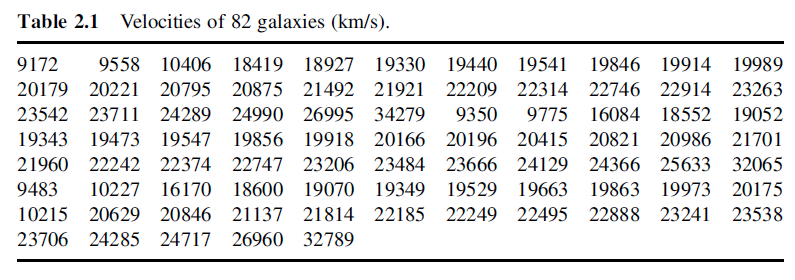 Table 2.1 Velocities of 82 galaxies (km/s).
9172 9558 10406 18419 18927 19330 19440 19541 19846 19914 19989
20179 20221 20795 20875 21492 21921 22209 22314 22746 22914 23263
23542 23711 24289 24990 26995 34279 9350 9775 16084 18552 19052
19343 19473 19547 19856 19918 20166 20196 20415 20821 20986 21701
21960 22242 22374 22747 23206 23484 23666 24129 24366 25633 32065
9483 10227 16170 18600 19070 19349 19529 19663 19863 19973 20175
10215 20629 20846 21137 21814 22185 22249 22495 22888 23241 23538
23706 24285 24717 26960 32789